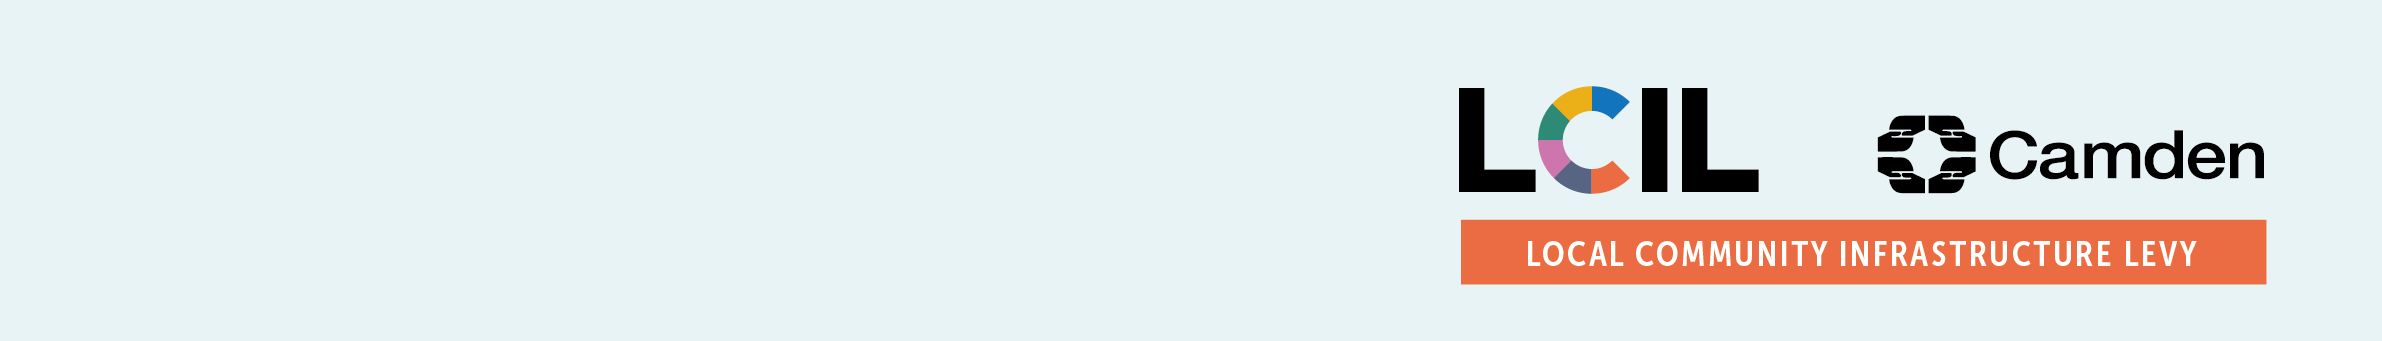 LCIL
Camden
LOCAL COMMUNITY INFRASTRUCTURE LEVY